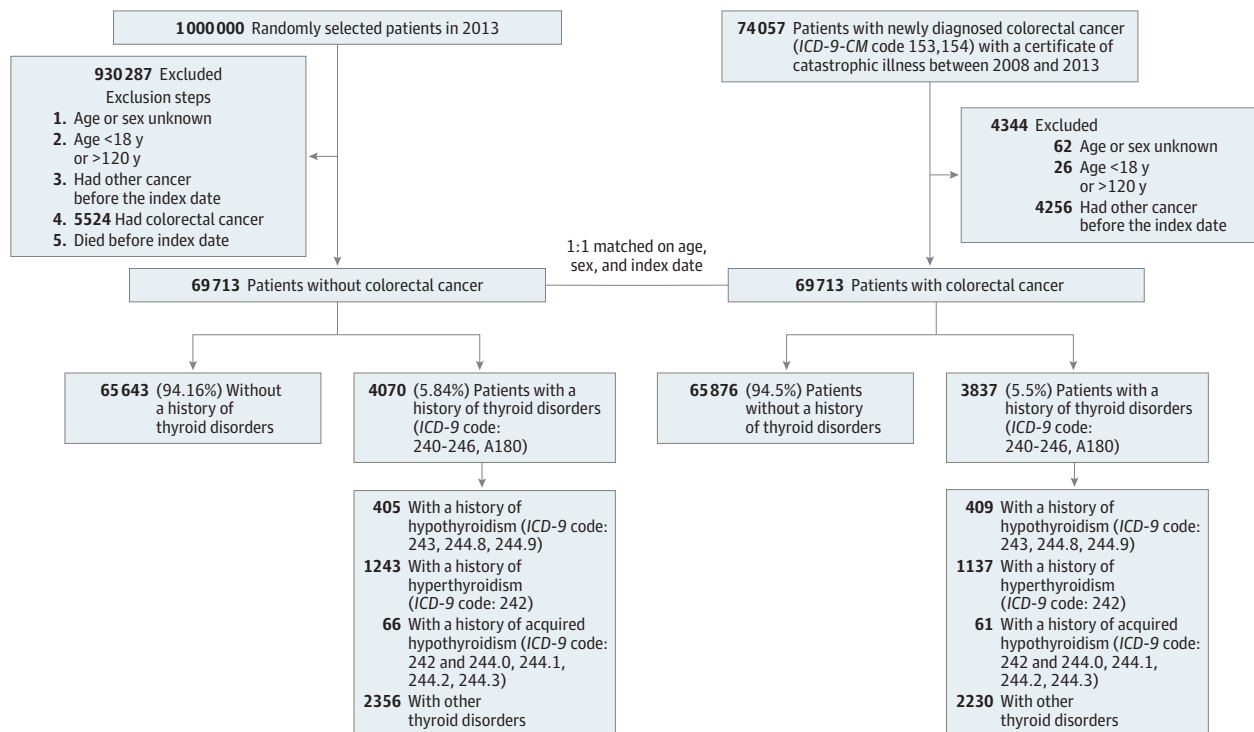 1000000 Randomly selected patients in 2013
74057 Patients with newly diagnosed colorectal cancer
(ICD-9-CM code 153,154) with a certificate of
catastrophic illness between 2008 and 2013
930287 Excluded
Exclusion steps
1. Age or sex unknown
2. Age <18 y
or >120 y
3. Had other cancer
before the index date
4. 5524 Had colorectal cancer
5. Died before index date
4344 Excluded
62 Age or sex unknown
26 Age <18 y
or >120 y
4256 Had other cancer
before the index date
1:1 matched on age,
sex, and index date
69713 Patients without colorectal cancer
69713 Patients with colorectal cancer
65643 (94.16%) Without
a history of
thyroid disorders
4070 (5.84%) Patients with a
history of thyroid disorders
(ICD-9 code:
240-246, A180)
65876 (94.5%) Patients
without a history
of thyroid disorders
3837 (5.5%) Patients with a
history of thyroid disorders
(ICD-9 code:
240-246, A180)
405 With a history of
hypothyroidism (ICD-9 code:
243, 244.8, 244.9)
1243 With a history of
hyperthyroidism
(ICD-9 code: 242)
66 With a history of acquired
hypothyroidism (ICD-9 code:
242 and 244.0, 244.1,
244.2, 244.3)
2356 With other
thyroid disorders
409 With a history of
hypothyroidism (ICD-9 code:
243, 244.8, 244.9)
1137 With a history of
hyperthyroidism
(ICD-9 code: 242)
61 With a history of acquired
hypothyroidism (ICD-9 code:
242 and 244.0, 244.1,
244.2, 244.3)
2230 With other
thyroid disorders